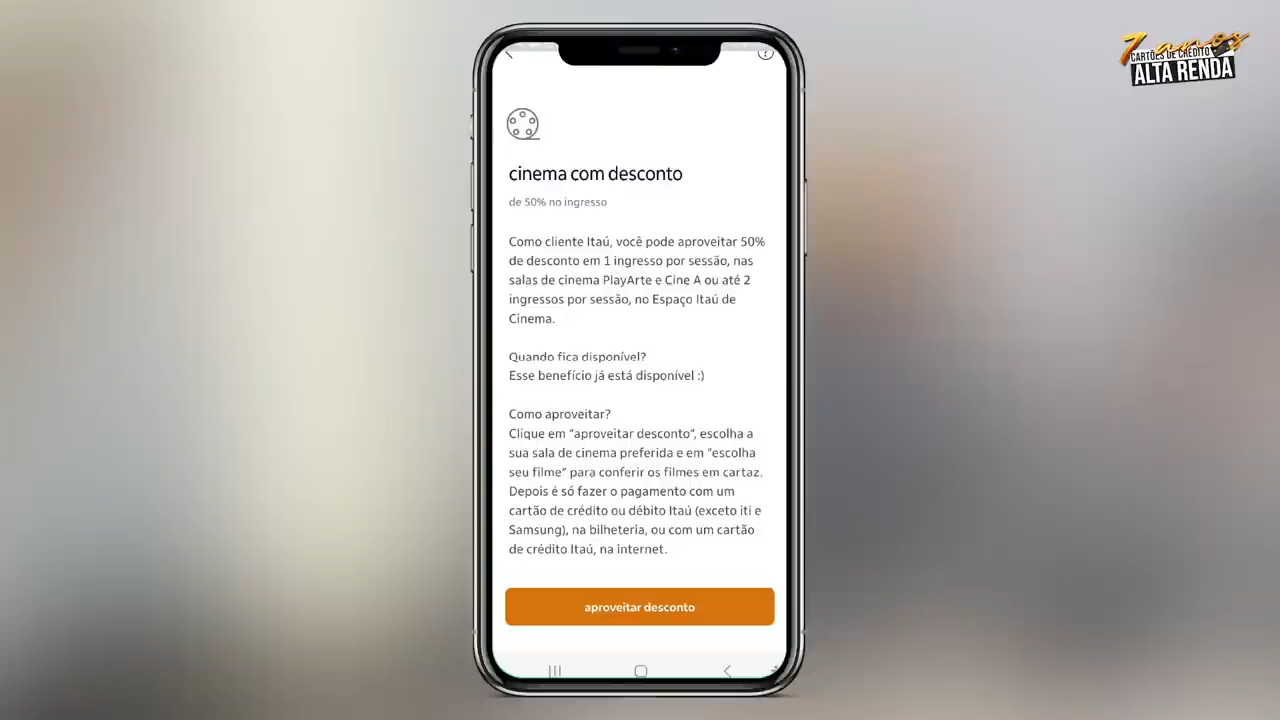 7 anos
CARTÕES DE CRÉDITO
ALTA RENDA
cinema com desconto
de 50% no ingresso
Como cliente Itaú, você pode aproveitar 50%
de desconto em 1 ingresso por sessão, nas
salas de cinema PlayArte e Cine A ou até 2
ingressos por sessão, no Espaço Itaú de
Cinema.
Quando fica disponível?
Esse benefício já está disponível :)
Como aproveitar?
Clique em "aproveitar desconto", escolha a
sua sala de cinema preferida e em "escolha
seu filme" para conferir os filmes em cartaz.
Depois é só fazer o pagamento com um
cartão de crédito ou débito Itaú (exceto iti e
Samsung), na bilheteria, ou com um cartão
de crédito Itaú, na internet.
aproveitar desconto